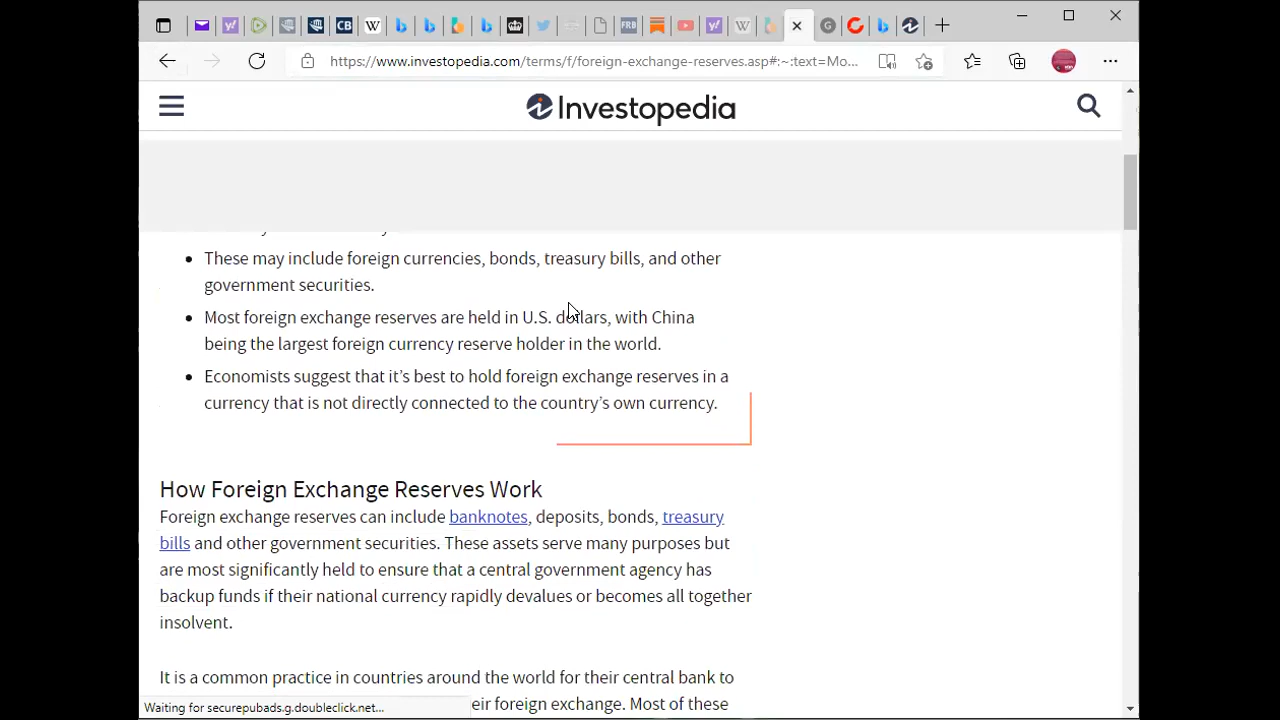 https://www.investopedia.com/terms/f/foreign-exchange-reserves.asp#:~:text=Mo...
Investopedia
These may include foreign currencies, bonds, treasury bills, and other
government securities.
Most foreign exchange reserves are held in U.S. dollars, with China
being the largest foreign currency reserve holder in the world.
Economists suggest that it’s best to hold foreign exchange reserves in a
currency that is not directly connected to the country’s own currency.
How Foreign Exchange Reserves Work
Foreign exchange reserves can include banknotes, deposits, bonds, treasury
bills and other government securities. These assets serve many purposes but
are most significantly held to ensure that a central government agency has
backup funds if their national currency rapidly devalues or becomes all together
insolvent.
It is a common practice in countries around the world for their central bank to
eir foreign exchange. Most of these
Waiting for securepubads.g.doubleclick.net...